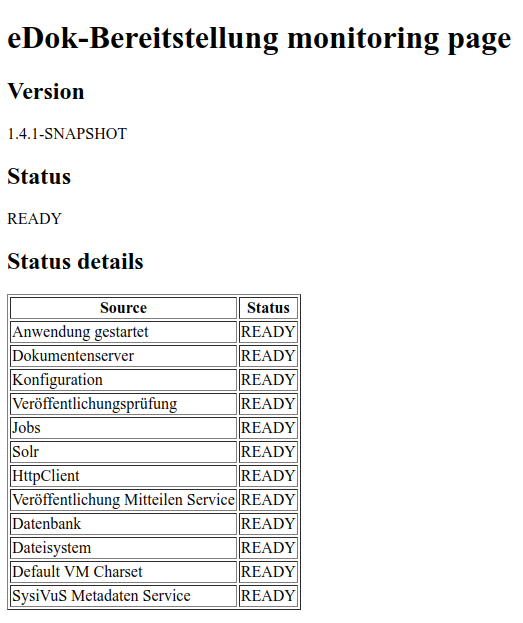 eDok-Bereitstellung monitoring page
Version
1.4.1-SNAPSHOT
Status
READY
Status details
Source Status
Anwendung gestartet READY
Dokumentenserver READY
Konfiguration READY
Veröffentlichungsprüfung READY
Jobs READY
Solr READY
HttpClient READY
Veröffentlichung Mitteilen Service READY
Datenbank READY
Dateisystem READY
Default VM Charset READY
SysiVuS Metadaten Service READY